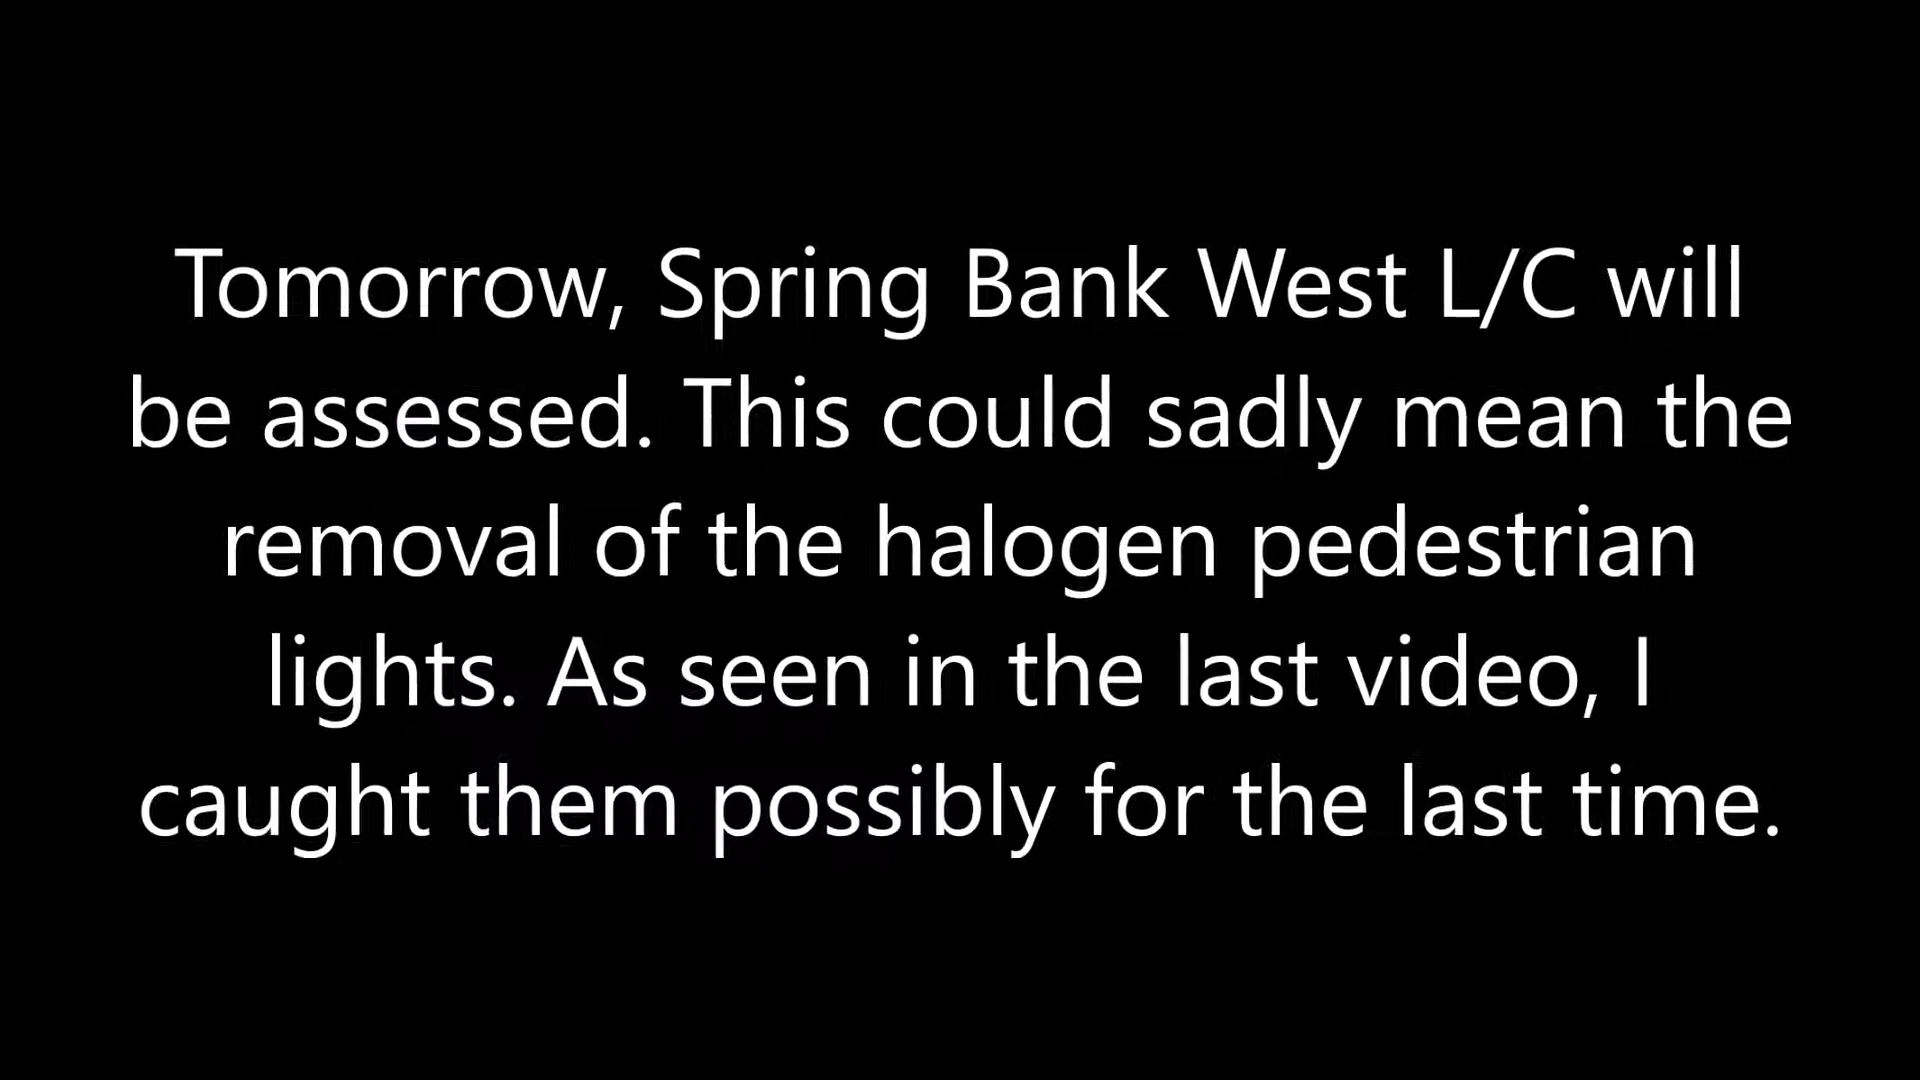 Tomorrow, Spring Bank West L/C will
be assessed. This could sadly mean the
removal of the halogen pedestrian
lights. As seen in the last video, I
caught them possibly for the last time.